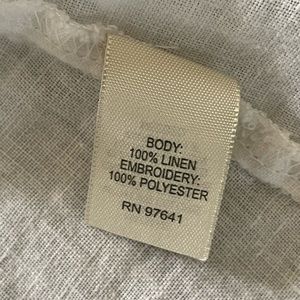 BODY:
100% LINEN
EMBROIDERY:
100% POLYESTER
RN 97641